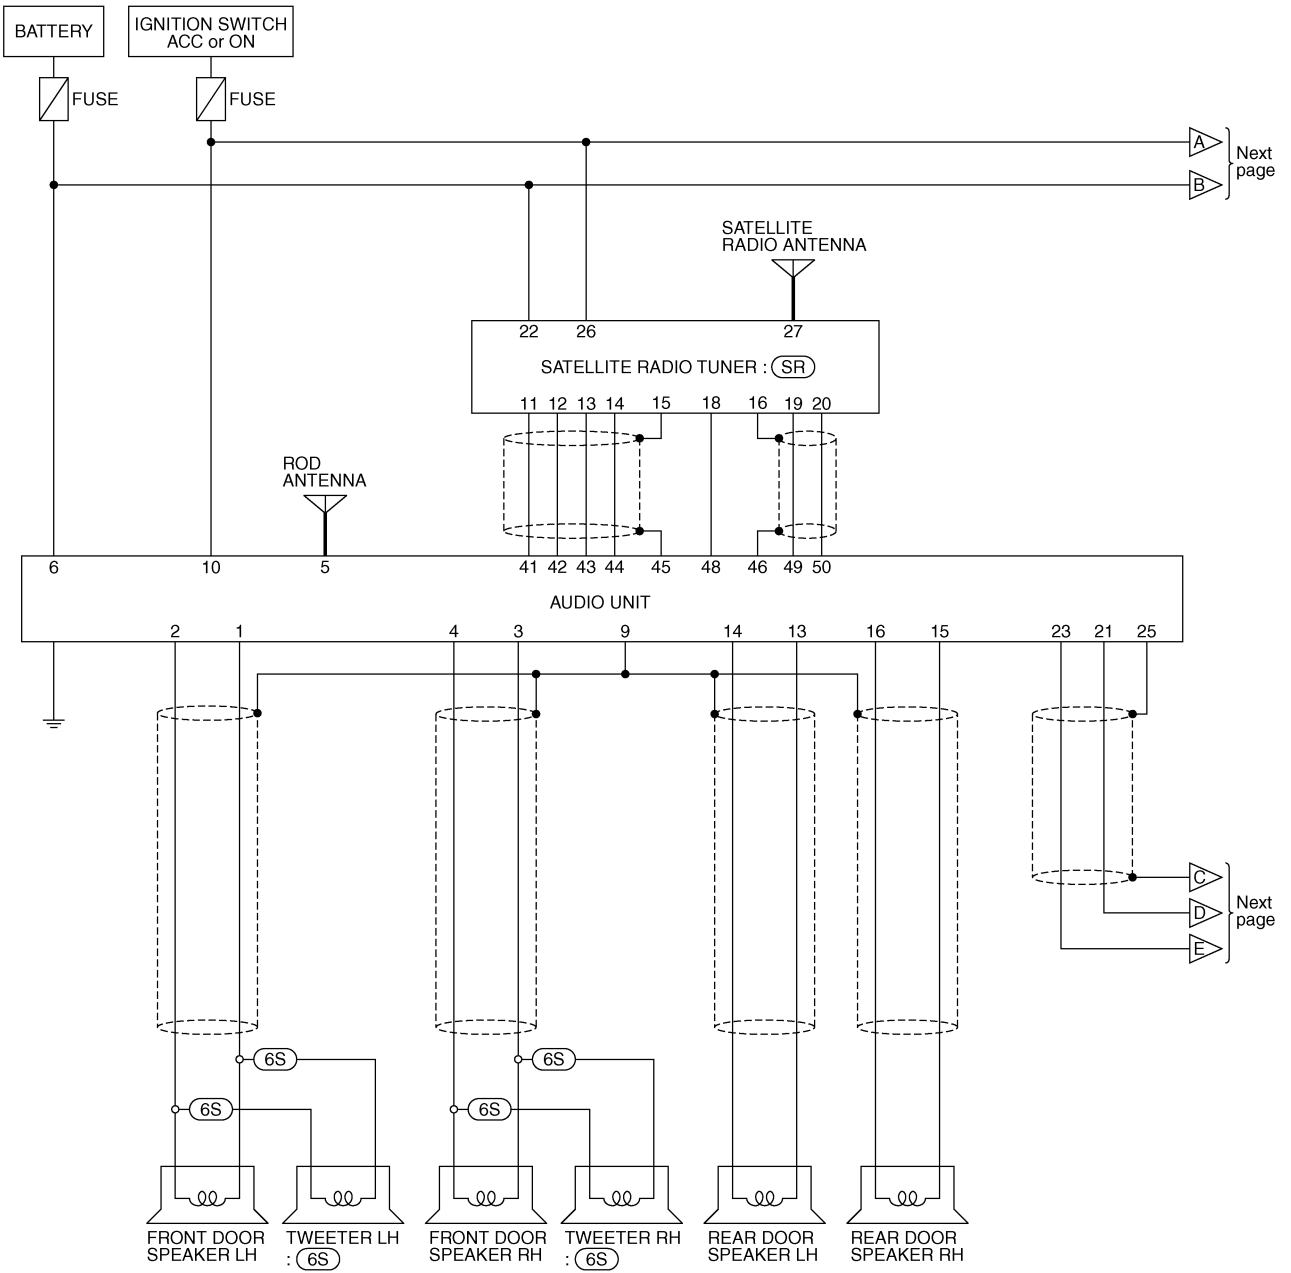 BATTERY
IGNITION SWITCH
ACC or ON
FUSE
FUSE
A
B
Next
page
SATELLITE
RADIO ANTENNA
22 26 27
SATELLITE RADIO TUNER : SR
11 12 13 14 15 18 16 19 20
ROD
ANTENNA
6 10 5 41 42 43 44 45 48 46 49 50
AUDIO UNIT
2 1 4 3 9 14 13 16 15 23 21 25
C
D
E
Next
page
6S 6S
6S 6S
FRONT DOOR
SPEAKER LH
TWEETER LH
: 6S
FRONT DOOR
SPEAKER RH
TWEETER RH
: 6S
REAR DOOR
SPEAKER LH
REAR DOOR
SPEAKER RH